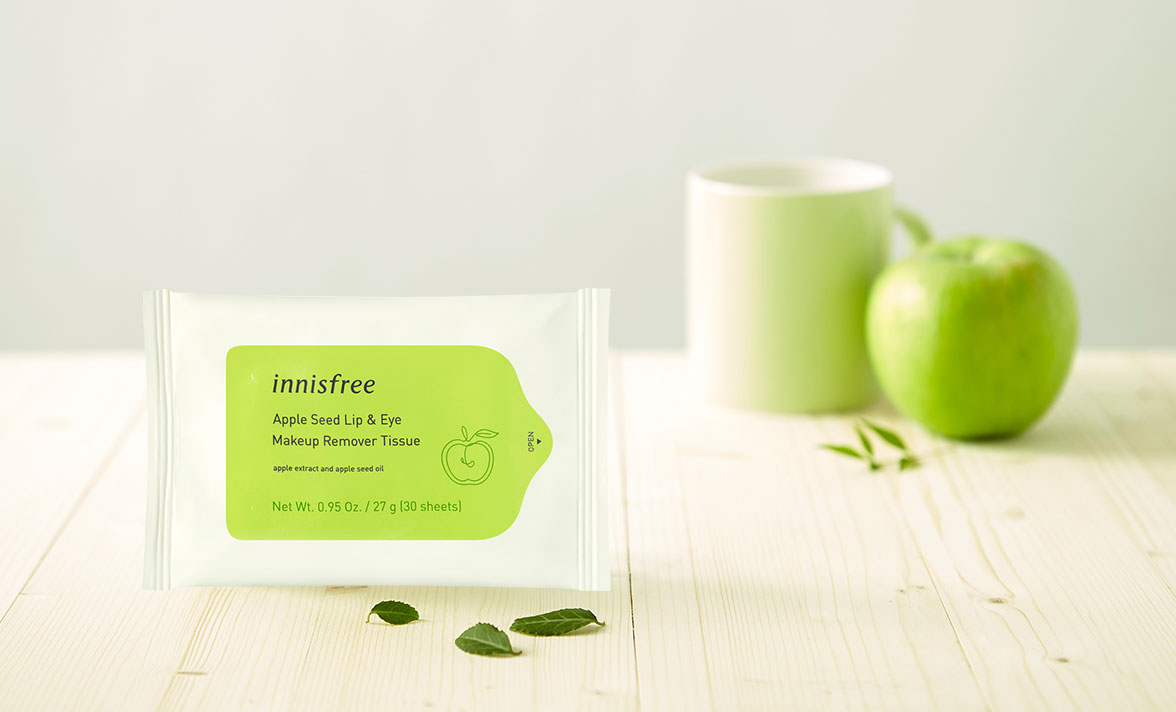 innisfree
Apple Seed Lip & Eye
Makeup Remover Tissue
apple extract and apple seed oil
Net Wt. 0.95 Oz. / 27 g (30 sheets)
OPEN